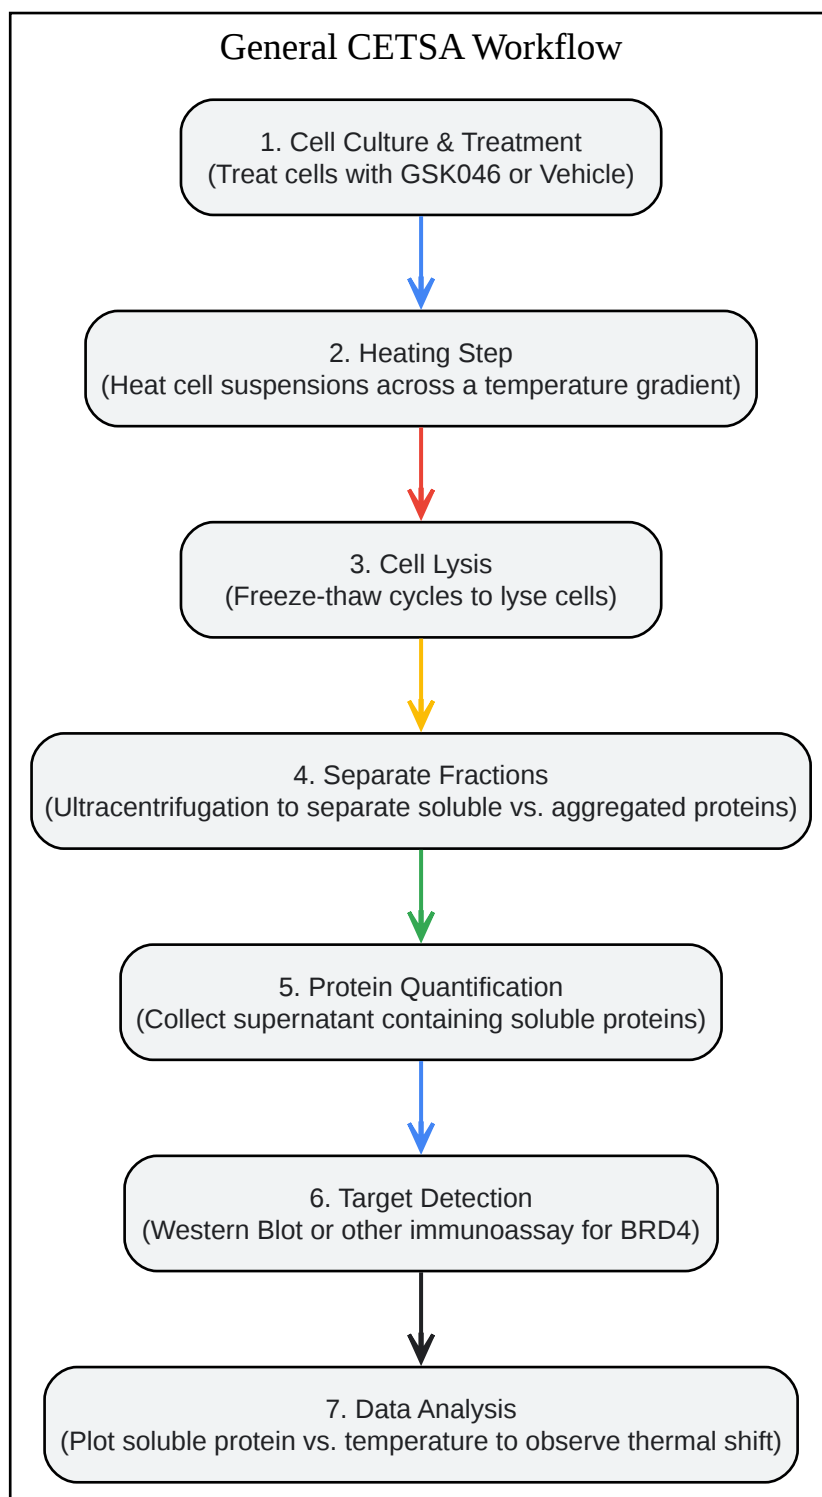 General CETSA Workflow
1. Cell Culture & Treatment
(Treat cells with GSK046 or Vehicle)
2. Heating Step
(Heat cell suspensions across a temperature gradient)
3. Cell Lysis
(Freeze-thaw cycles to lyse cells)
4. Separate Fractions
(Ultracentrifugation to separate soluble vs. aggregated proteins)
5. Protein Quantification
(Collect supernatant containing soluble proteins)
6. Target Detection
(Western Blot or other immunoassay for BRD4)
7. Data Analysis
(Plot soluble protein vs. temperature to observe thermal shift)